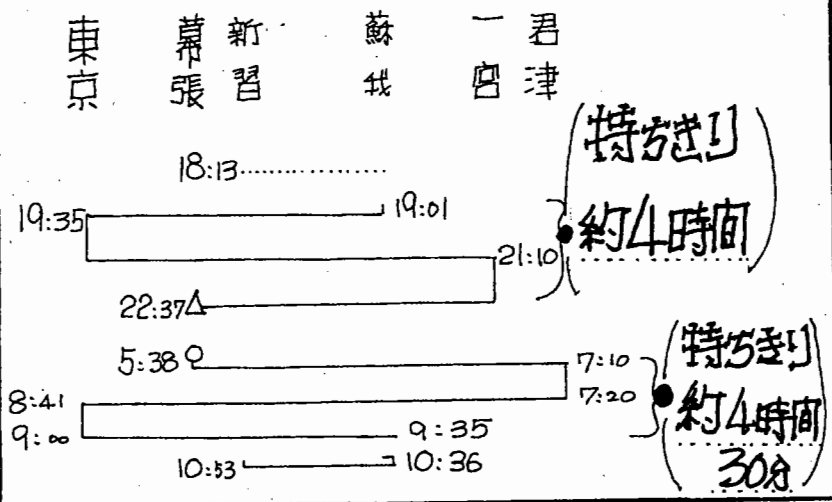 東京 幕張 新習 蘇我 一宮 君津
18:13
19:35 19:01
21:10
22:37
(持ちきり
約4時間)
5:38 7:10
8:41 7:20
9:00 9:35
10:53 10:36
(持ちきり
約4時間
30分)